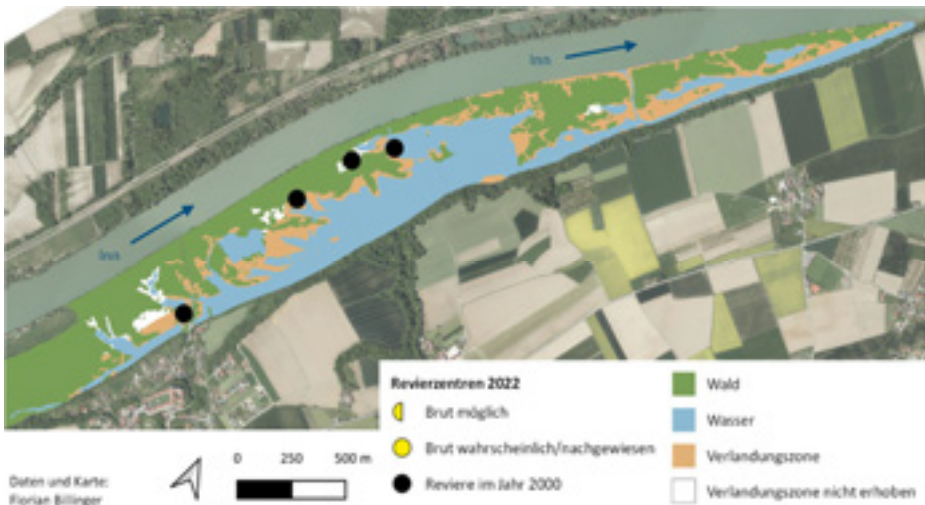 Inn
Inn
Revierzentren 2022
Brut möglich
Brut wahrscheinlich/nachgewiesen
Reviere im Jahr 2000
Wald
Wasser
Verlandungszone
Verlandungszone nicht erhoben
0 250 500 m
Daten und Karte:
Florian Billinger